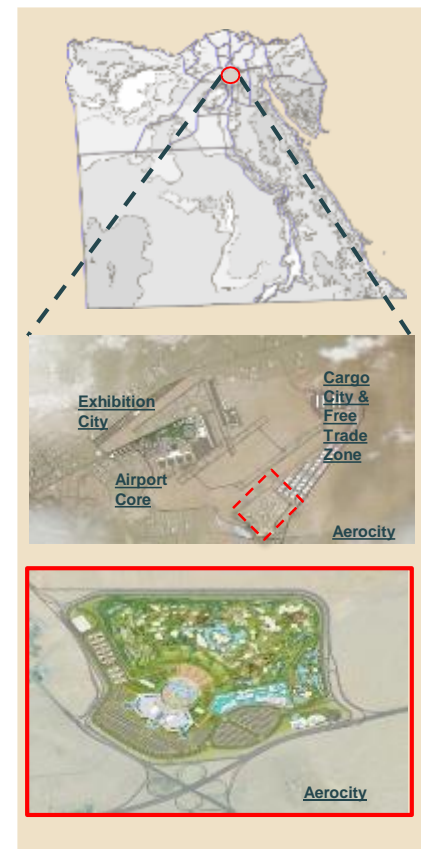 Exhibition
City
Cargo
City &
Free
Trade
Zone
Airport
Core
Aerocity
Aerocity